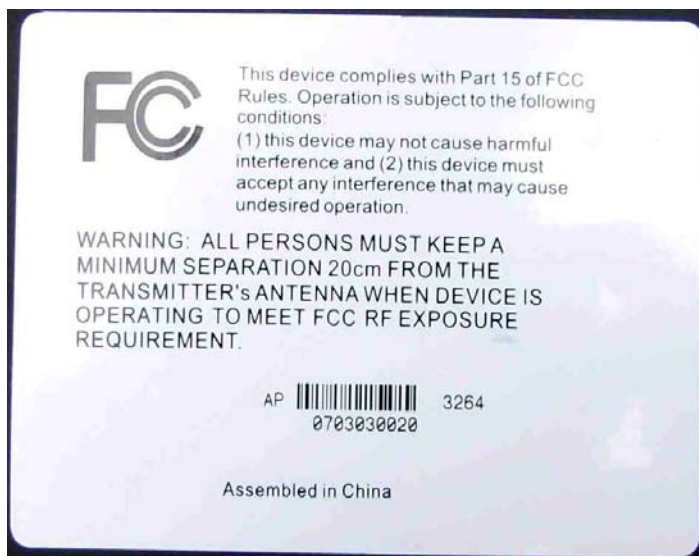 FC
This device complies with Part 15 of FCC
Rules. Operation is subject to the following
conditions:
(1) this device may not cause harmful
interference and (2) this device must
accept any interference that may cause
undesired operation.
WARNING: ALL PERSONS MUST KEEP A
MINIMUM SEPARATION 20cm FROM THE
TRANSMITTER's ANTENNA WHEN DEVICE IS
OPERATING TO MEET FCC RF EXPOSURE
REQUIREMENT.
AP 3264
0703030020
Assembled in China